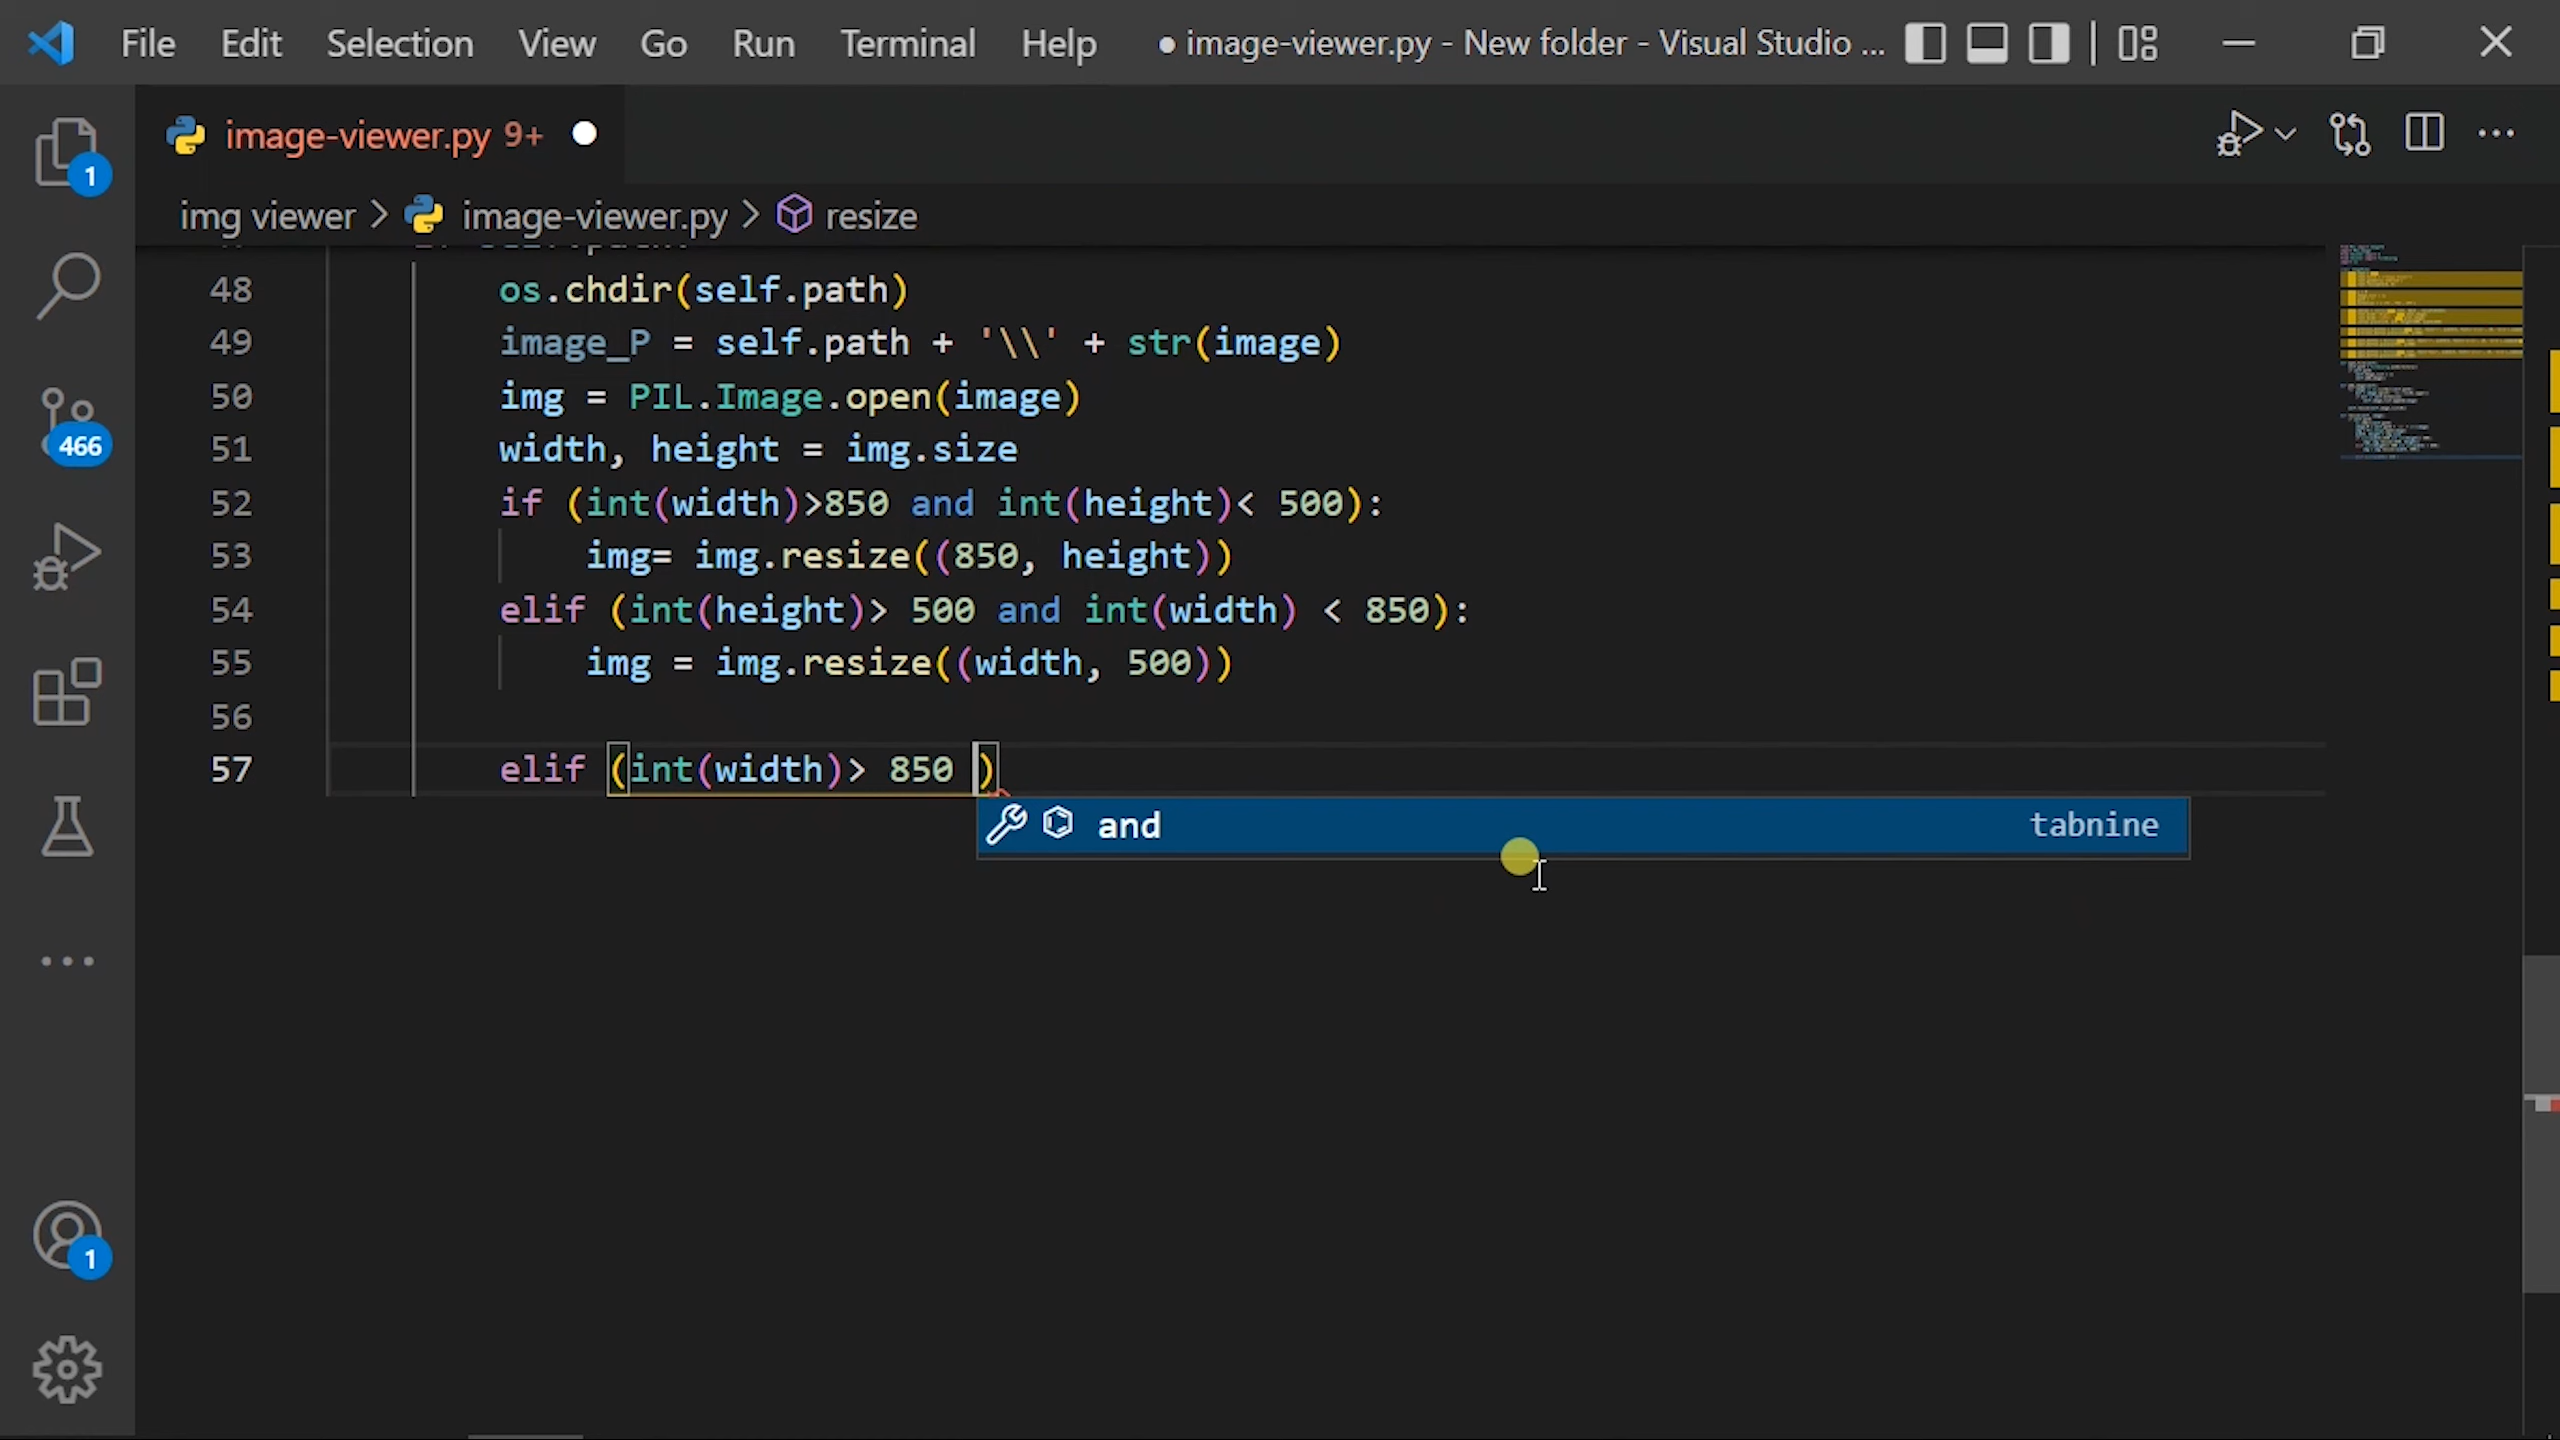 File Edit Selection View Go Run Terminal Help ● image-viewer.py - New folder - Visual Studio ...
image-viewer.py 9+
1
img viewer > image-viewer.py > resize
48 os.chdir(self.path)
49 image_P = self.path + '\\' + str(image)
50 img = PIL.Image.open(image)
466
51 width, height = img.size
52 if (int(width)>850 and int(height)< 500):
53 img= img.resize((850, height))
54 elif (int(height)> 500 and int(width) < 850):
55 img = img.resize((width, 500))
56
57 elif (int(width)> 850 )
and tabnine
1